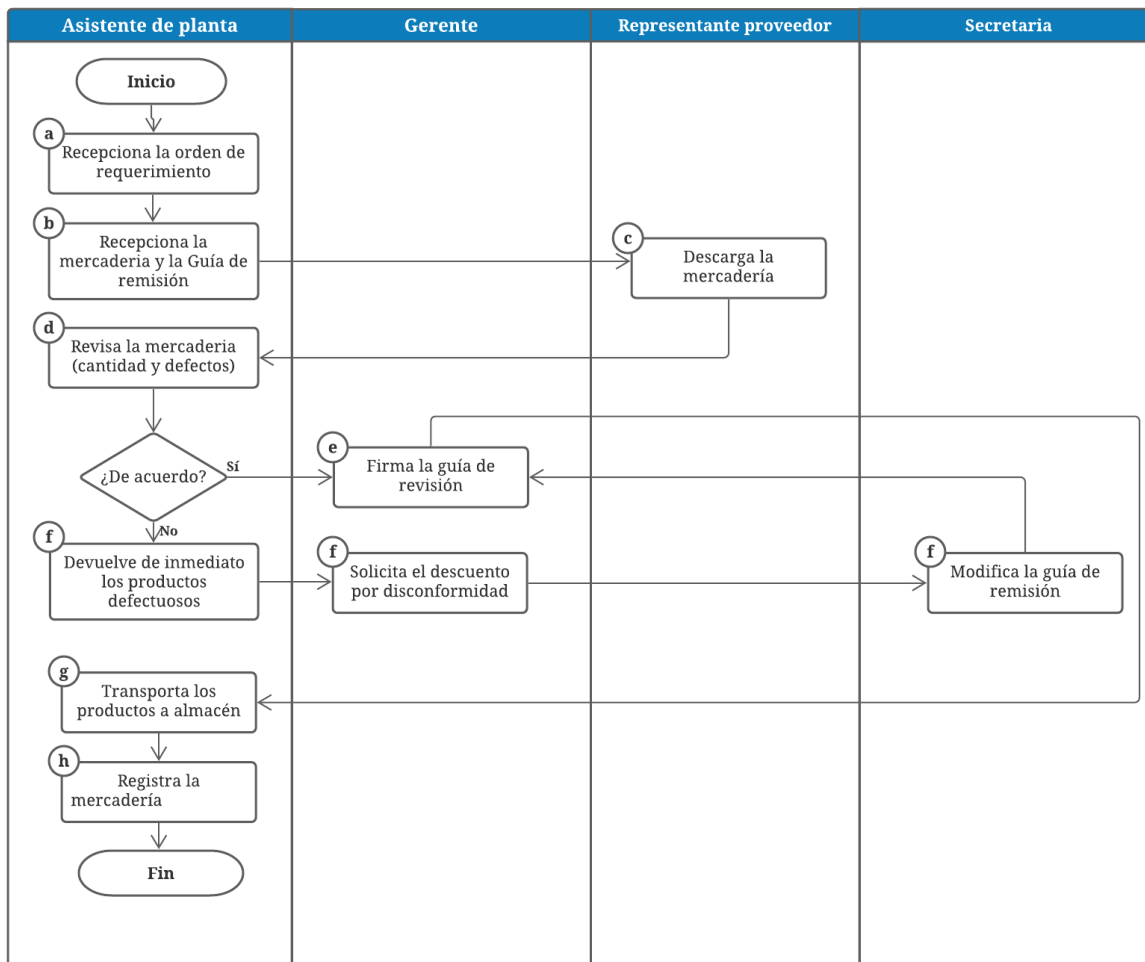 Asistente de planta
Gerente
Representante proveedor
Secretaria
Inicio
a
Recepciona la orden de
requerimiento
b
Recepciona la
mercaderia y la Guía de
remisión
c
Descarga la
mercadería
d
Revisa la mercaderia
(cantidad y defectos)
¿De acuerdo?
Sí
e
Firma la guía de
revisión
No
f
Devuelve de inmediato
los productos
defectuosos
f
Solicita el descuento
por disconformidad
f
Modifica la guía de
remisión
g
Transporta los
productos a almacén
h
Registra la
mercadería
Fin